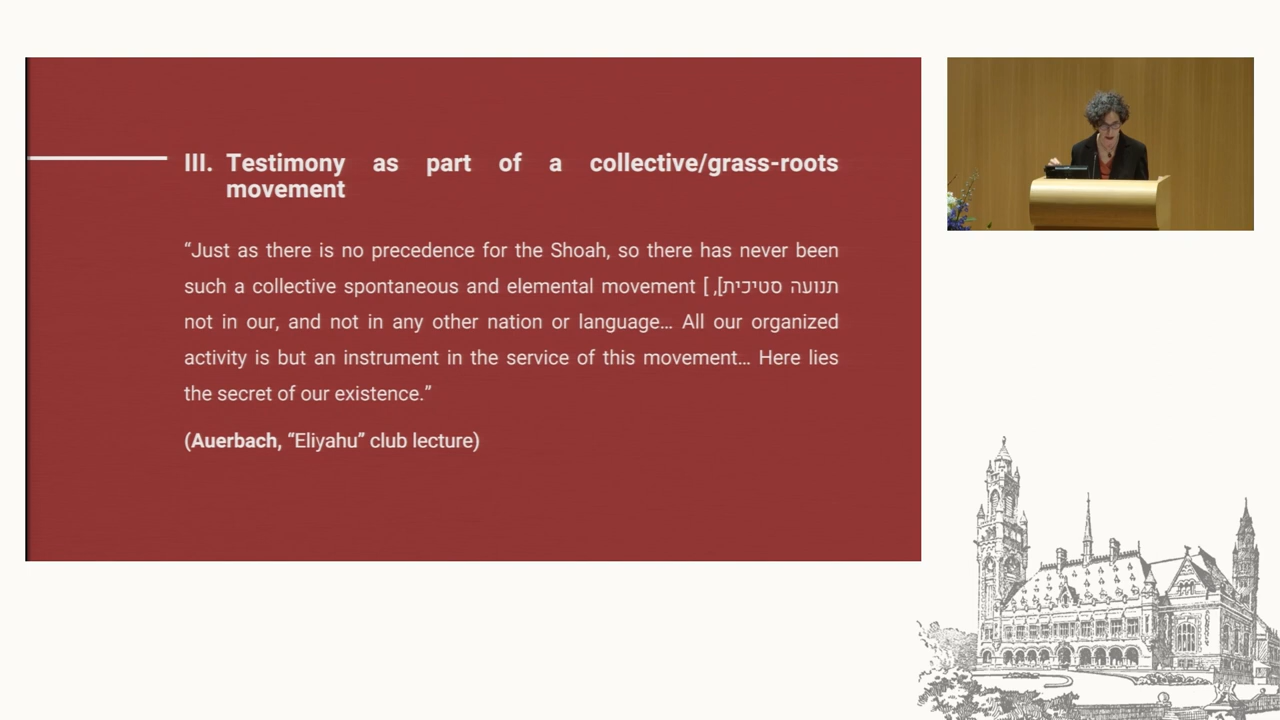 III. Testimony as part of a collective/grass-roots
movement
“Just as there is no precedence for the Shoah, so there has never been
such a collective spontaneous and elemental movement [ ,[תנועה סטיכית
not in our, and not in any other nation or language… All our organized
activity is but an instrument in the service of this movement… Here lies
the secret of our existence.”
(Auerbach, “Eliyahu” club lecture)